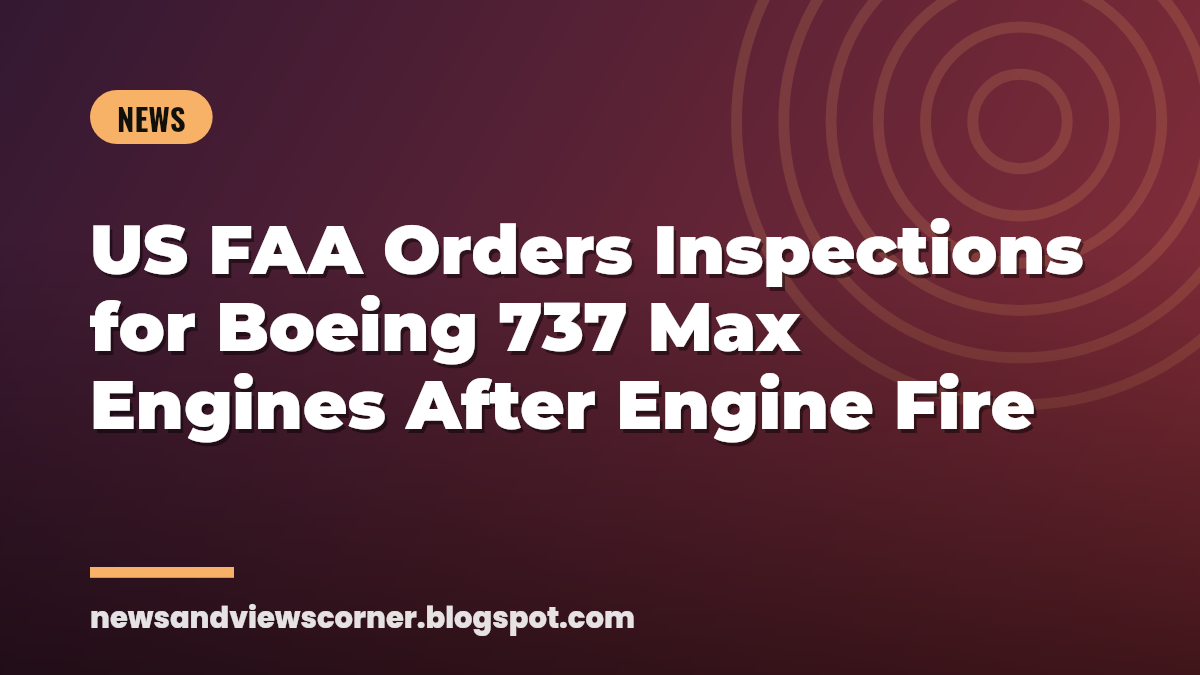 NEWS
US FAA Orders Inspections
for Boeing 737 Max
Engines After Engine Fire
newsandviewscorner.blogspot.com